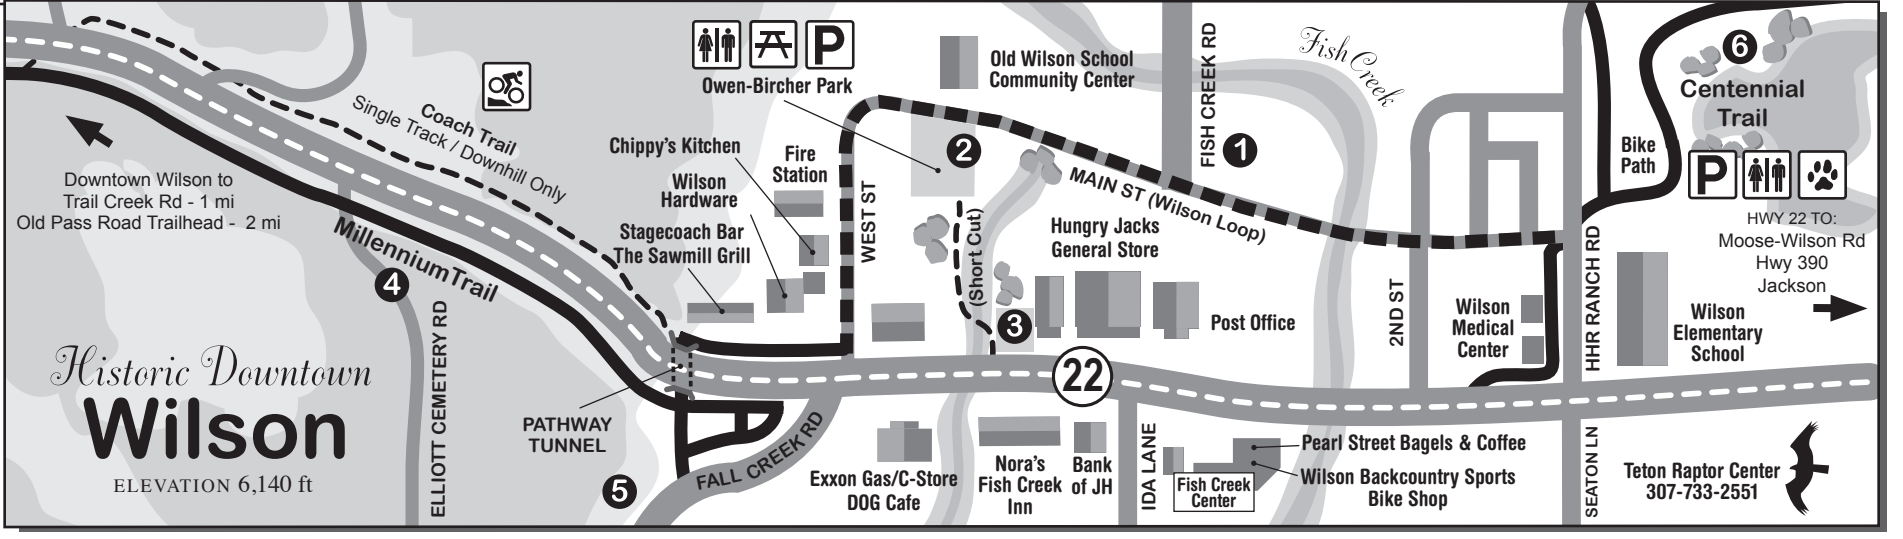 Historic Downtown
Wilson
ELEVATION 6,140 ft
Downtown Wilson to
Trail Creek Rd - 1 mi
Old Pass Road Trailhead - 2 mi
Coach Trail
Single Track / Downhill Only
Millennium Trail
4
ELLIOTT CEMETERY RD
PATHWAY
TUNNEL
5
FALL CREEK RD
P
Owen-Bircher Park
Chippy's Kitchen
Fire
Station
Wilson
Hardware
Stagecoach Bar
The Sawmill Grill
WEST ST
Old Wilson School
Community Center
2
(Short Cut)
3
MAIN ST (Wilson Loop)
Hungry Jacks
General Store
Post Office
22
FISH CREEK RD
1
Fish Creek
2ND ST
Wilson
Medical
Center
HHR RANCH RD
Bike
Path
6
Centennial
Trail
P
HWY 22 TO:
Moose-Wilson Rd
Hwy 390
Jackson
Wilson
Elementary
School
Exxon Gas/C-Store
DOG Cafe
Nora's
Fish Creek
Inn
Bank
of JH
IDA LANE
Fish Creek
Center
Pearl Street Bagels & Coffee
Wilson Backcountry Sports
Bike Shop
SEATON LN
Teton Raptor Center
307-733-2551